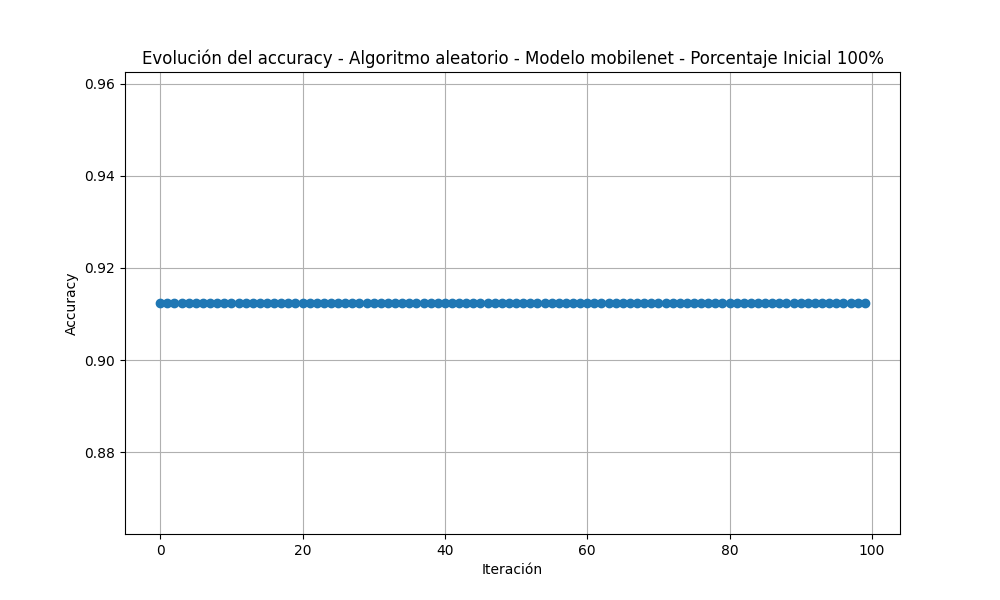 Evolución del accuracy - Algoritmo aleatorio - Modelo mobilenet - Porcentaje Inicial 100%
0.96
0.94
0.92
0.90
0.88
Accuracy
0 20 40 60 80 100
Iteración